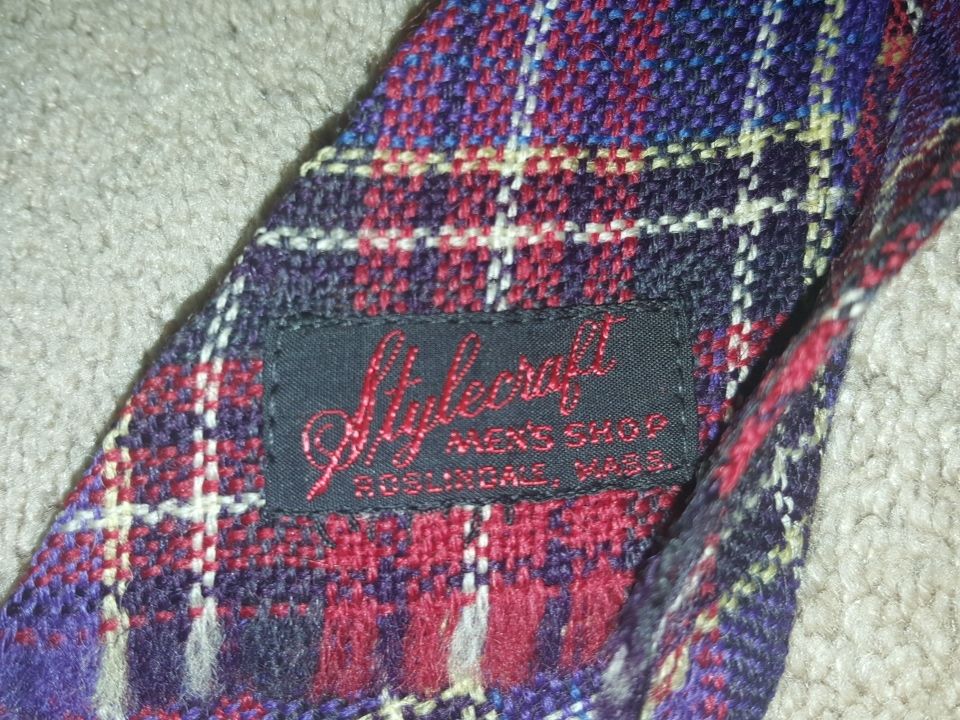 Stylecraft
MEN'S SHOP
ROSLINDALE, MASS.